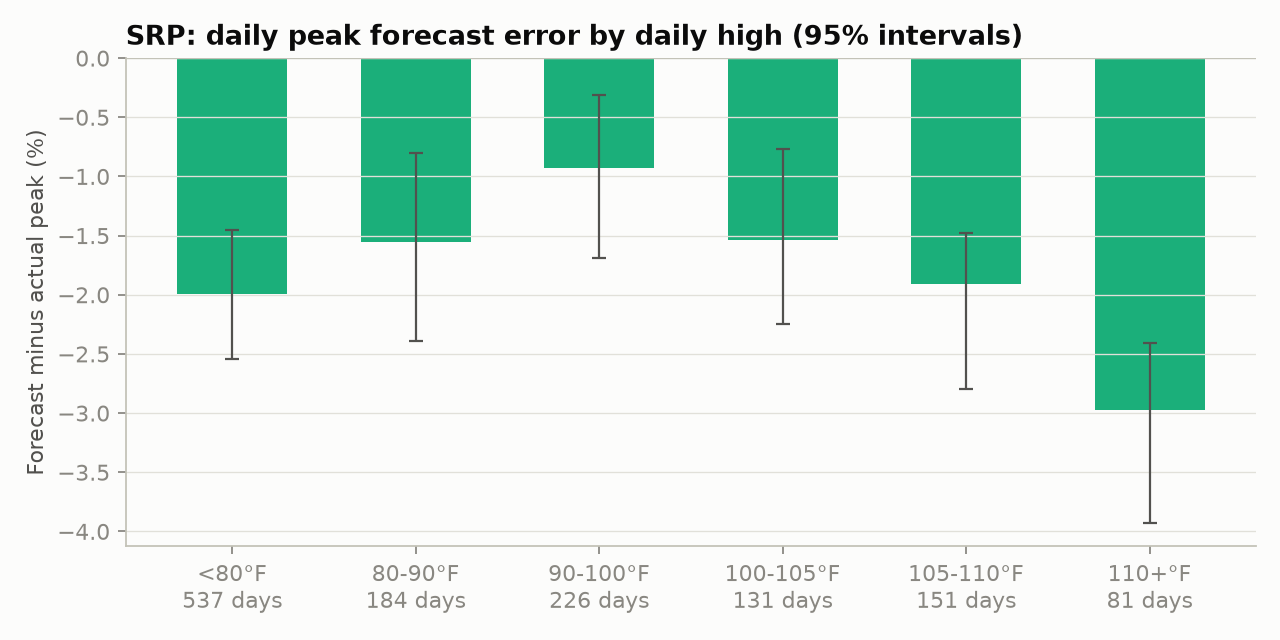 SRP: daily peak forecast error by daily high (95% intervals)
Forecast minus actual peak (%)
0.0
−0.5
−1.0
−1.5
−2.0
−2.5
−3.0
−3.5
−4.0
<80°F 80-90°F 90-100°F 100-105°F 105-110°F 110+°F
537 days 184 days 226 days 131 days 151 days 81 days